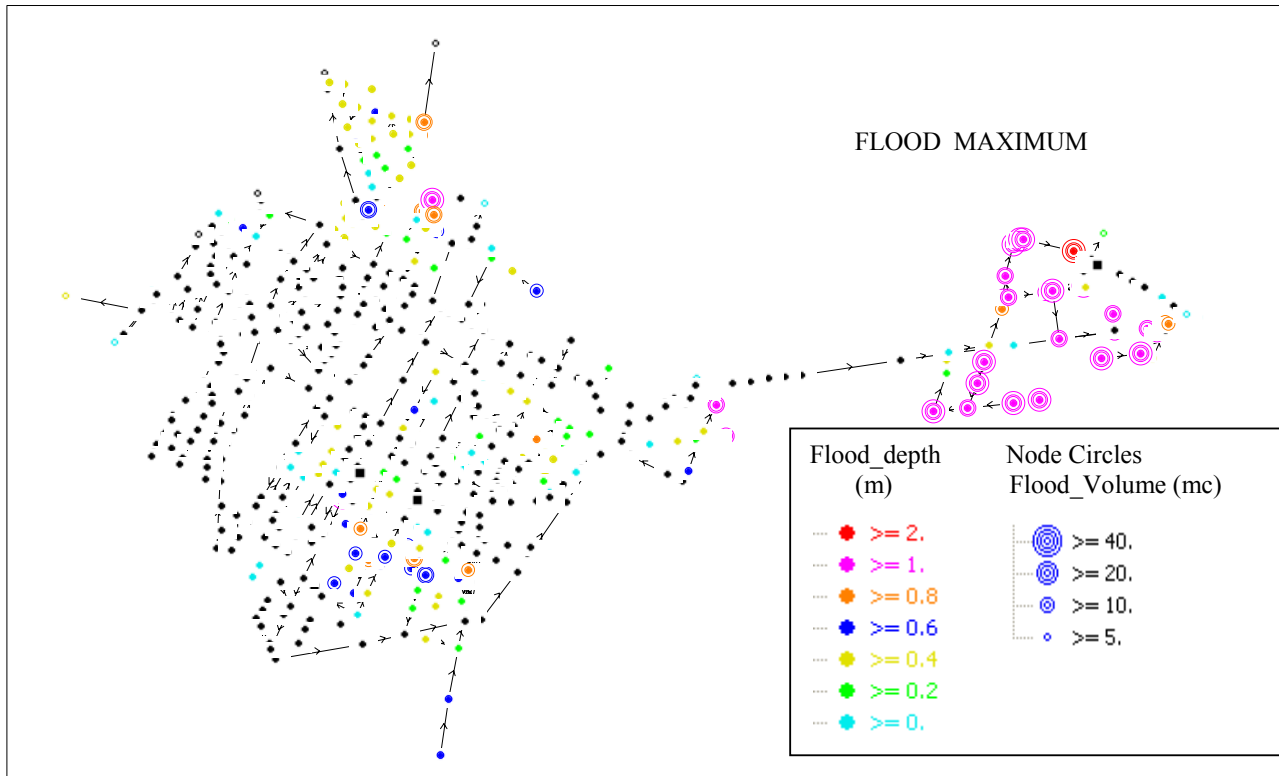 FLOOD MAXIMUM
Flood_depth
(m)
>= 2.
>= 1.
>= 0.8
>= 0.6
>= 0.4
>= 0.2
>= 0.
Node Circles
Flood_Volume (mc)
>= 40.
>= 20.
>= 10.
>= 5.